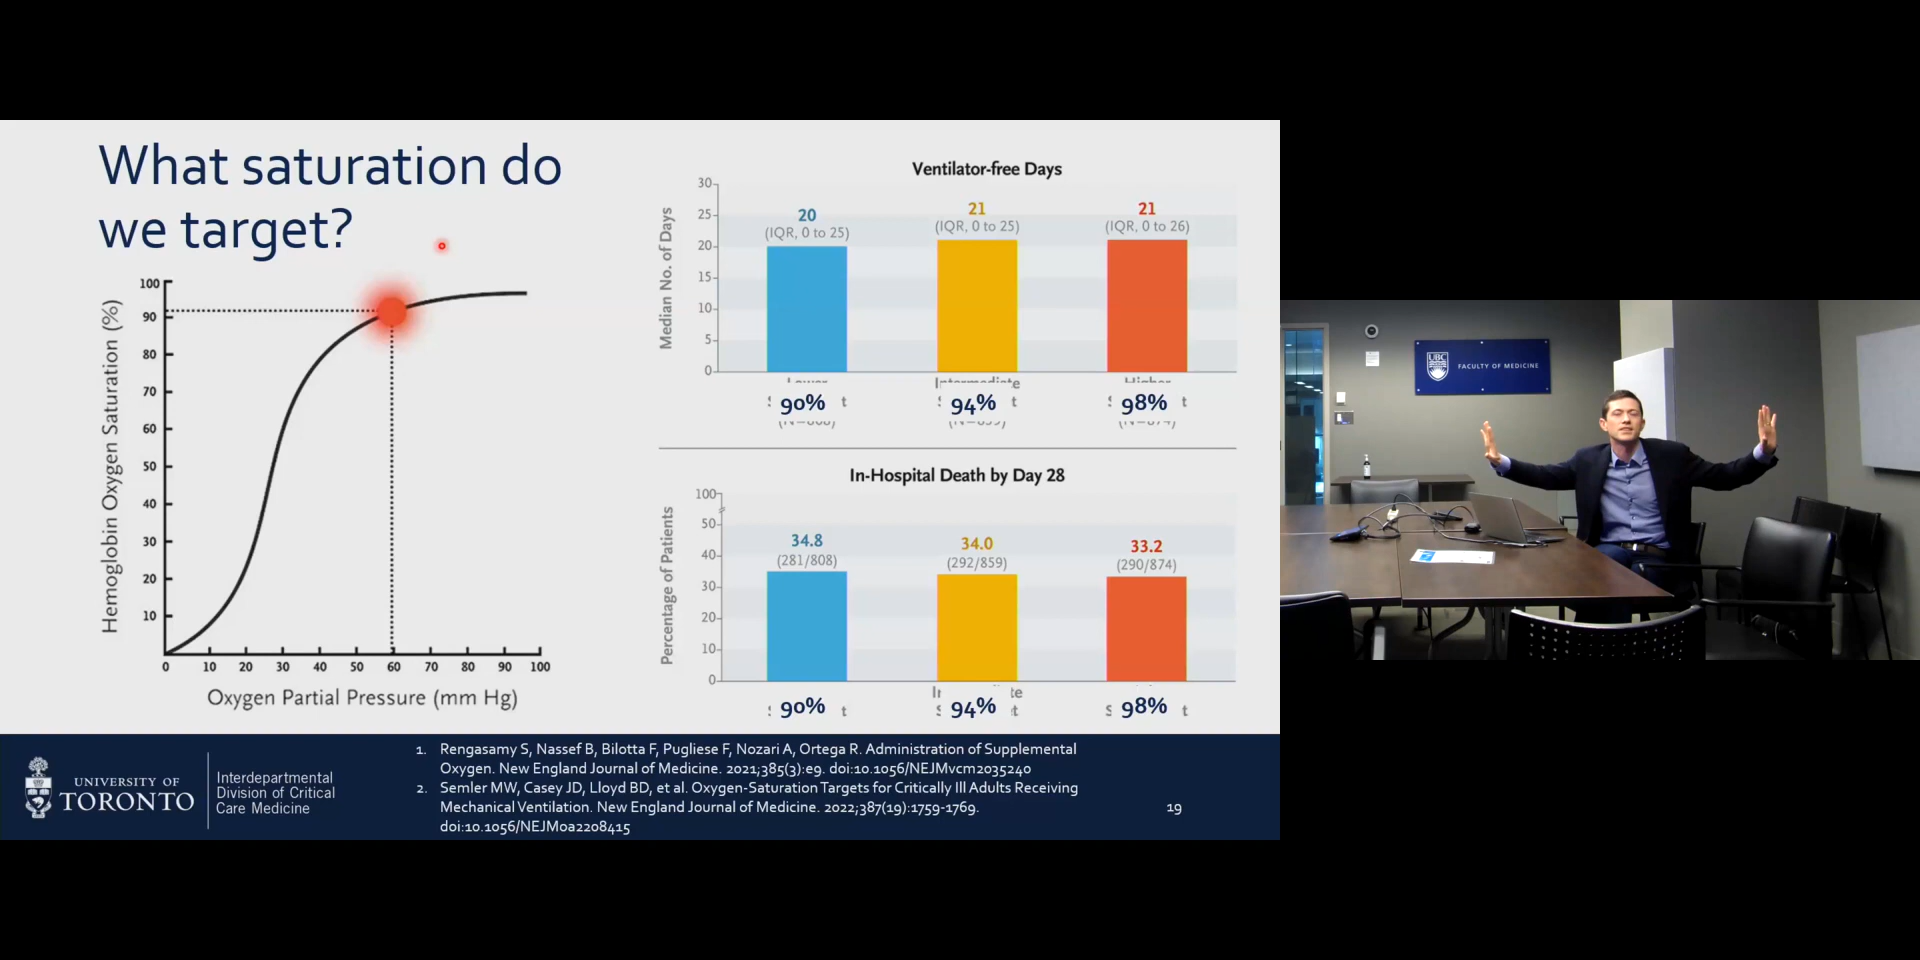 What saturation do
we target?
Hemoglobin Oxygen Saturation (%)
100
90
80
70
60
50
40
30
20
10
0 10 20 30 40 50 60 70 80 90 100
Oxygen Partial Pressure (mm Hg)
Ventilator-free Days
Median No. of Days
30
25
20
15
10
5
0
20
(IQR, 0 to 25)
21
(IQR, 0 to 25)
21
(IQR, 0 to 26)
90% 94% 98%
In-Hospital Death by Day 28
Percentage of Patients
100
50
40
30
20
10
0
34.8
(281/808)
34.0
(292/859)
33.2
(290/874)
90% 94% 98%
UNIVERSITY OF
TORONTO
Interdepartmental
Division of Critical
Care Medicine
1. Rengasamy S, Nassef B, Bilotta F, Pugliese F, Nozari A, Ortega R. Administration of Supplemental
Oxygen. New England Journal of Medicine. 2021;385(3):e9. doi:10.1056/NEJMvcm2035240
2. Semler MW, Casey JD, Lloyd BD, et al. Oxygen-Saturation Targets for Critically Ill Adults Receiving
Mechanical Ventilation. New England Journal of Medicine. 2022;387(19):1759-1769.
doi:10.1056/NEJMoa2208415
19
UBC
FACULTY OF MEDICINE